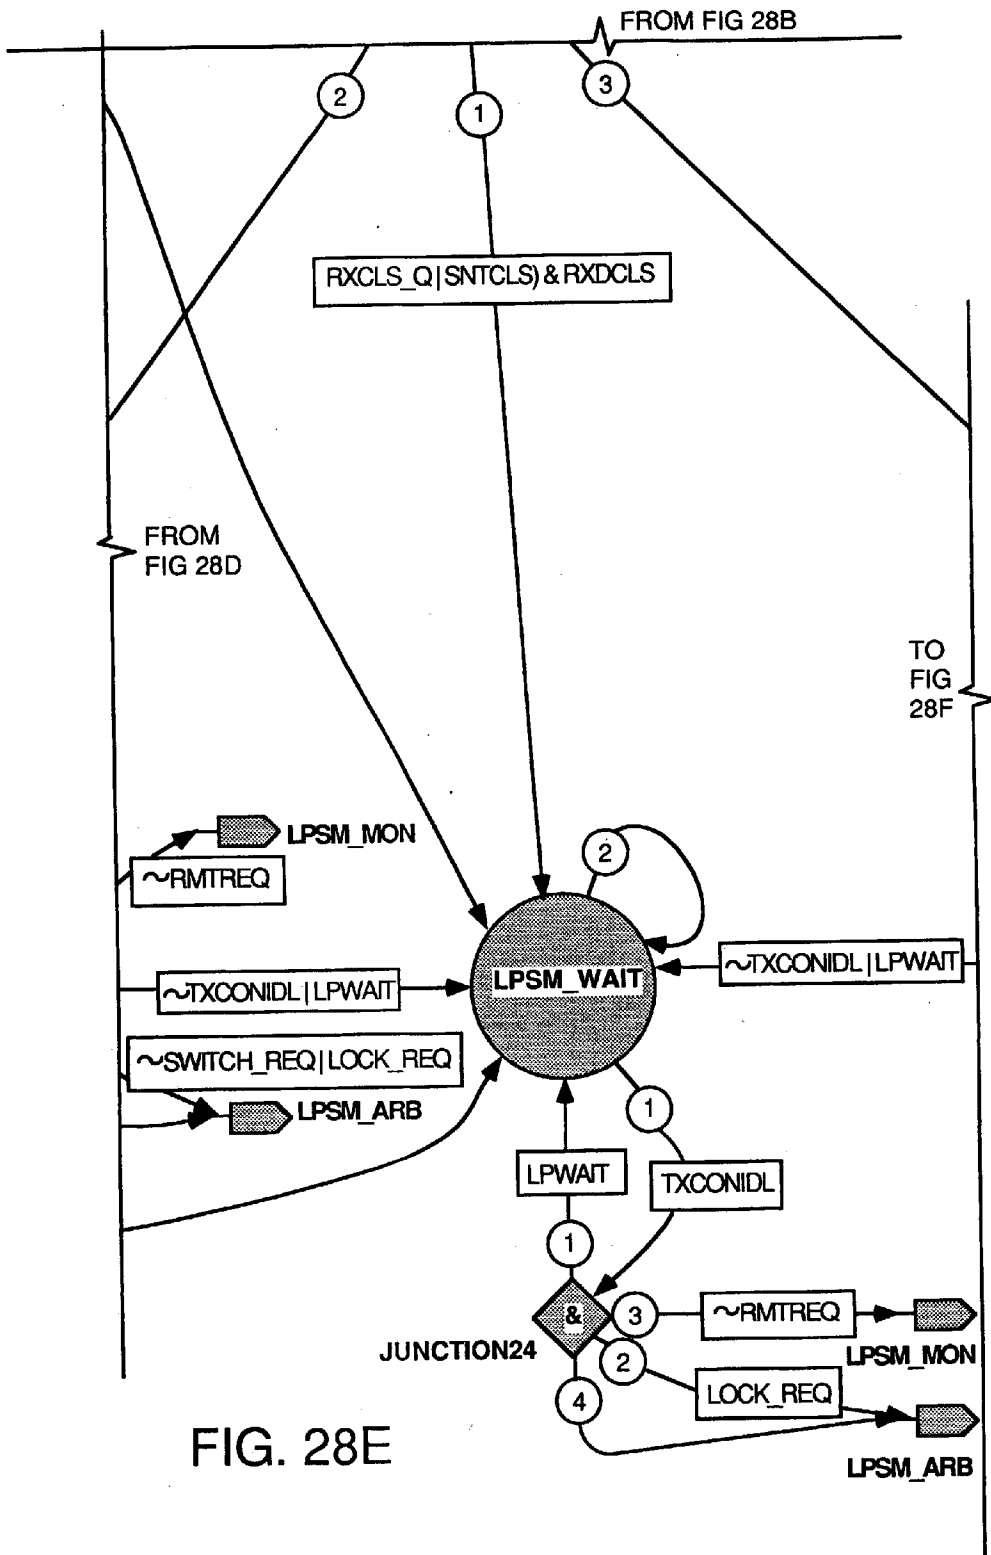 FROM FIG 28B
2
1
3
RXCLS_Q|SNTCLS)&RXDCLS
FROM
FIG 28D
TO
FIG
28F
LPSM_MON
~RMTREQ
2
~TXCONIDL|LPWAIT
LPSM_WAIT
~TXCONIDL|LPWAIT
~SWITCH_REQ|LOCK_REQ
LPSM_ARB
1
LPWAIT
TXCONIDL
1
&
3
~RMTREQ
JUNCTION24
2
LPSM_MON
4
LOCK_REQ
LPSM_ARB
FIG. 28E